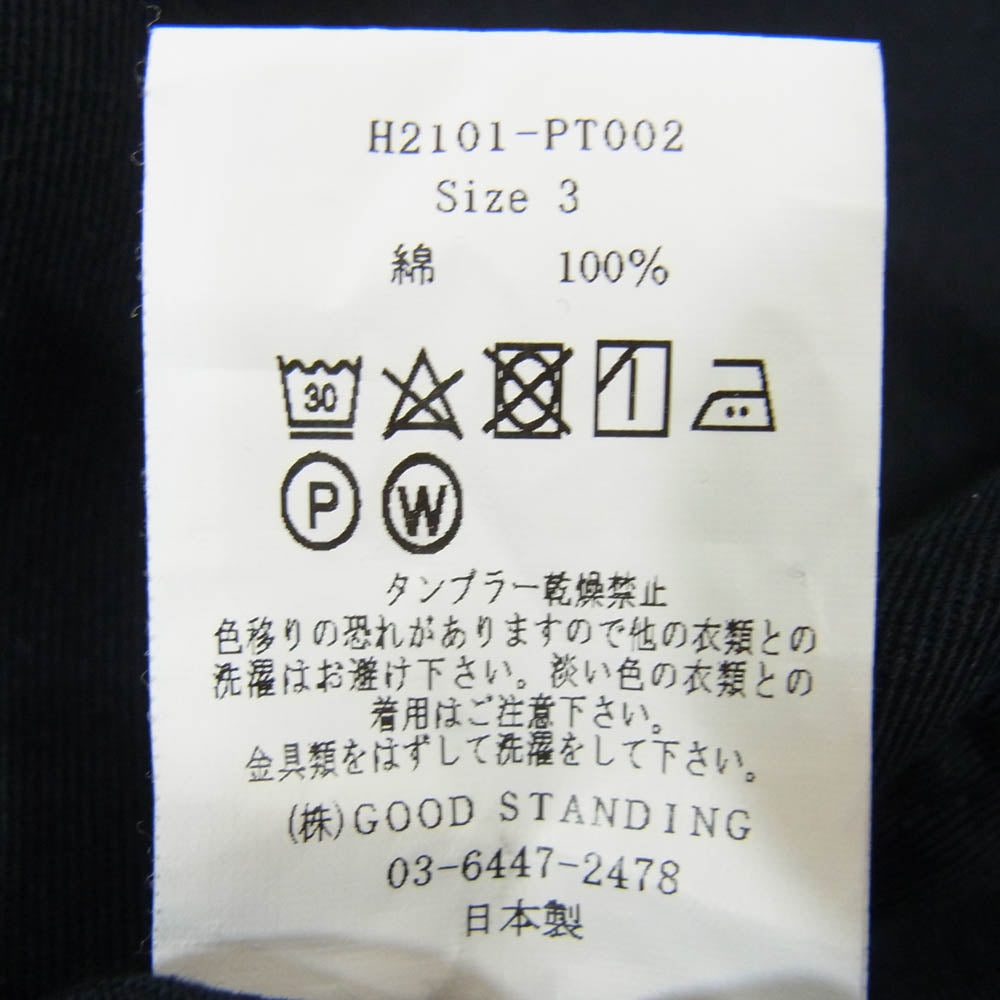 H2101-PT002
Size 3
綿 100%
30
P W
タンブラー乾燥禁止
色移りの恐れがありますので他の衣類との
洗濯はお避け下さい。淡い色の衣類との
着用はご注意下さい。
金具類をはずして洗濯をして下さい。
(株)GOOD STANDING
03-6447-2478
日本製